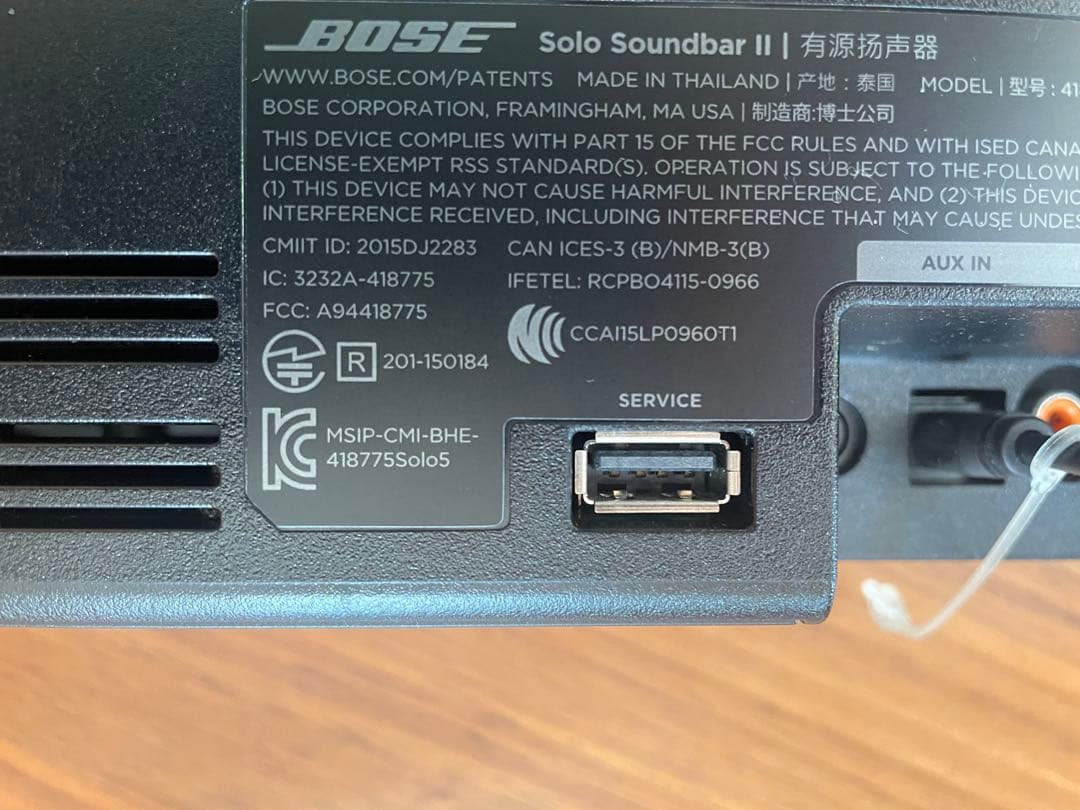 BOSE Solo Soundbar II | 有源扬声器
WWW.BOSE.COM/PATENTS MADE IN THAILAND | 产地：泰国 MODEL | 型号: 41
BOSE CORPORATION, FRAMINGHAM, MA USA | 制造商:博士公司
THIS DEVICE COMPLIES WITH PART 15 OF THE FCC RULES AND WITH ISED CANA
LICENSE-EXEMPT RSS STANDARD(S). OPERATION IS SUBJECT TO THE FOLLOWI
(1) THIS DEVICE MAY NOT CAUSE HARMFUL INTERFERENCE, AND (2) THIS DEVIC
INTERFERENCE RECEIVED, INCLUDING INTERFERENCE THAT MAY CAUSE UNDES
CMIIT ID: 2015DJ2283 CAN ICES-3 (B)/NMB-3(B)
IC: 3232A-418775 IFETEL: RCPBO4115-0966
AUX IN
FCC: A94418775
CCAI15LP0960T1
R 201-150184
SERVICE
MSIP-CMI-BHE-
418775Solo5